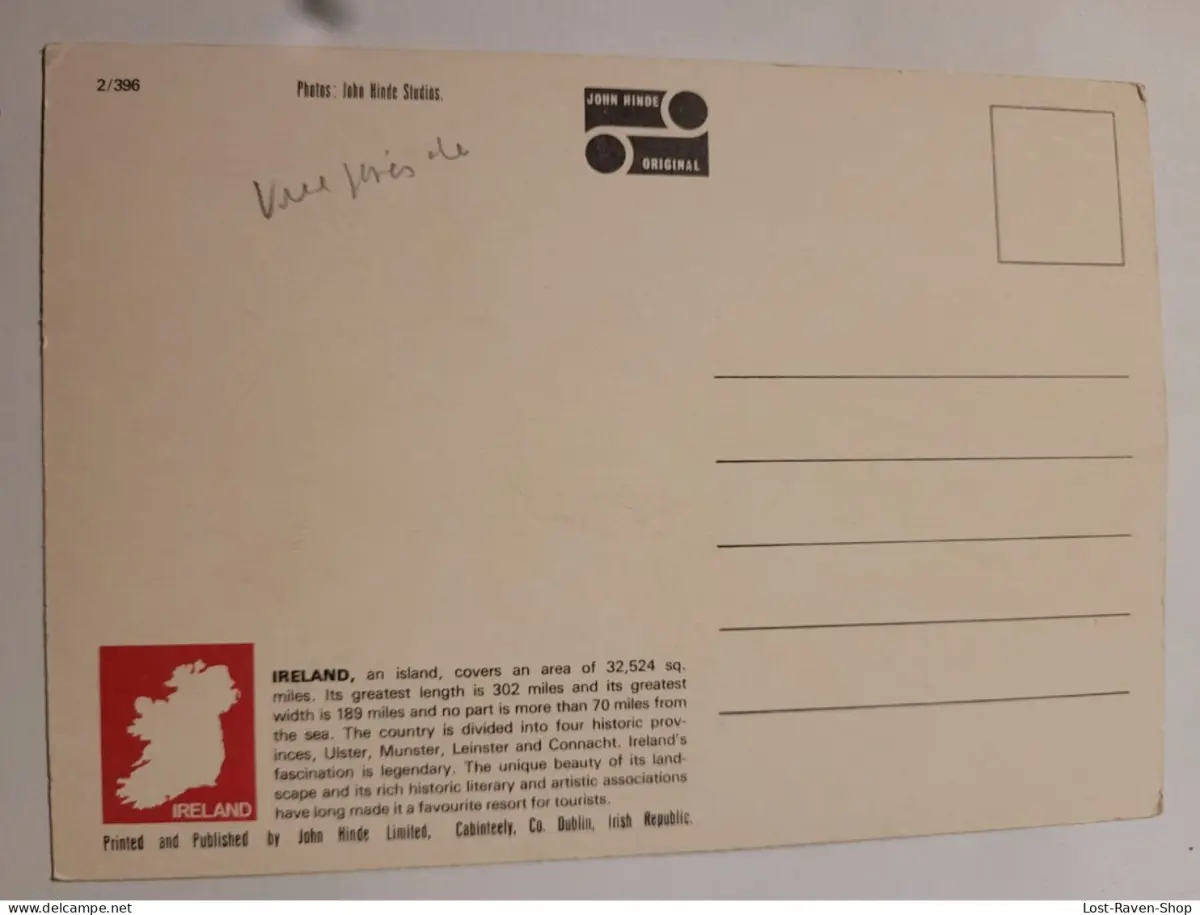 2/396
Photos: John Hinde Studios.
JOHN HINDE
ORIGINAL
IRELAND, an island, covers an area of 32,524 sq.
miles. Its greatest length is 302 miles and its greatest
width is 189 miles and no part is more than 70 miles from
the sea. The country is divided into four historic prov-
inces, Ulster, Munster, Leinster and Connacht. Ireland's
fascination is legendary. The unique beauty of its land-
scape and its rich historic literary and artistic associations
have long made it a favourite resort for tourists.
IRELAND
Printed and Published by John Hinde Limited, Cabinteely, Co. Dublin, Irish Republic.
www.delcampe.net
Lost-Raven-Shop